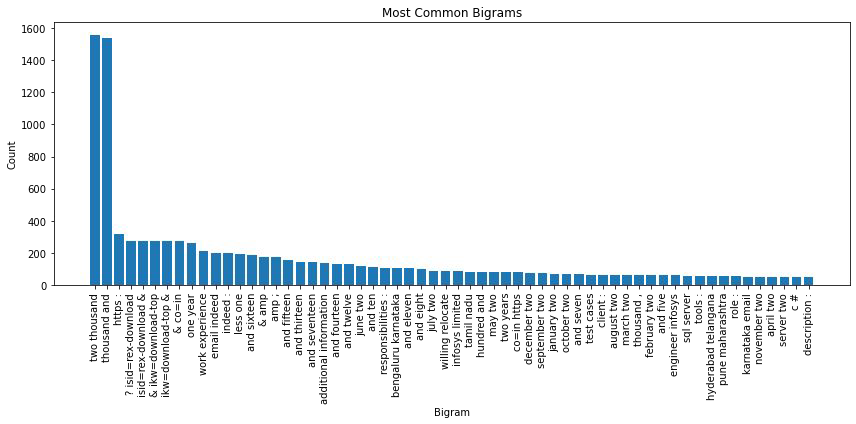 Most Common Bigrams
1600
1400
1200
1000
800
600
400
200
0
Count
two thousand
thousand and
https :
? isid=rex-download
isid=rex-download &
& ikw=download-top
ikw=download-top &
& co=in
one year
work experience
email indeed
indeed :
less one
and sixteen
& amp
amp ;
and fifteen
and thirteen
and seventeen
additional information
and fourteen
and twelve
june two
and ten
responsibilities :
bengaluru karnataka
and eleven
and eight
july two
willing relocate
infosys limited
tamil nadu
hundred and
may two
two years
co=in https
december two
september two
january two
october two
and seven
test cases
client :
august two
march two
thousand ,
february two
and five
engineer infosys
sql server
tools :
hyderabad telangana
pune maharashtra
role :
karnataka email
november two
april two
server two
c #
description :
Bigram